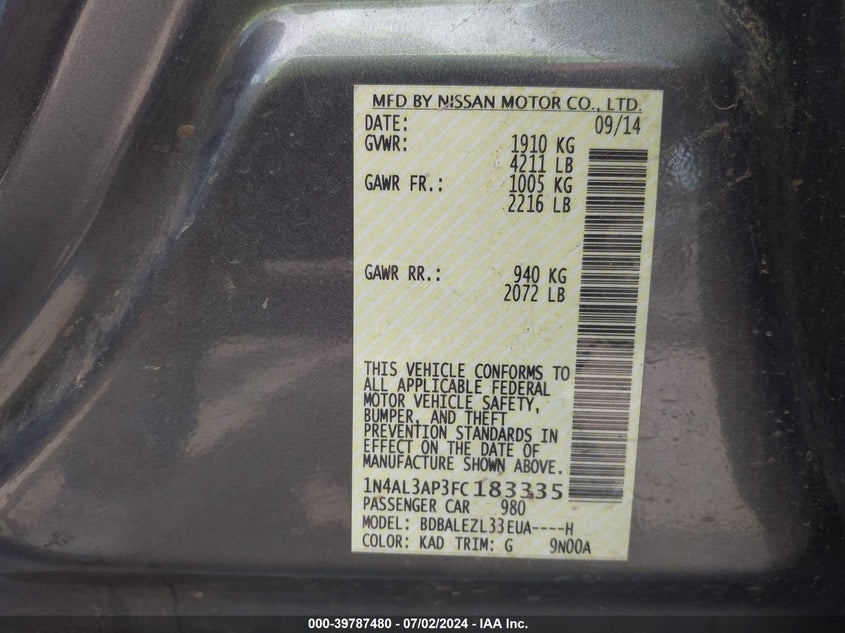 MFD BY NISSAN MOTOR CO., LTD.
DATE: 09/14
GVWR: 1910 KG
4211 LB
GAWR FR.: 1005 KG
2216 LB
GAWR RR.: 940 KG
2072 LB
THIS VEHICLE CONFORMS TO
ALL APPLICABLE FEDERAL
MOTOR VEHICLE SAFETY,
BUMPER, AND THEFT
PREVENTION STANDARDS IN
EFFECT ON THE DATE OF
MANUFACTURE SHOWN ABOVE.
1N4AL3AP3FC183335
PASSENGER CAR 980
MODEL: BDBALEZL33EUA----H
COLOR: KAD TRIM: G 9N00A
000-39787480 - 07/02/2024 - IAA Inc.